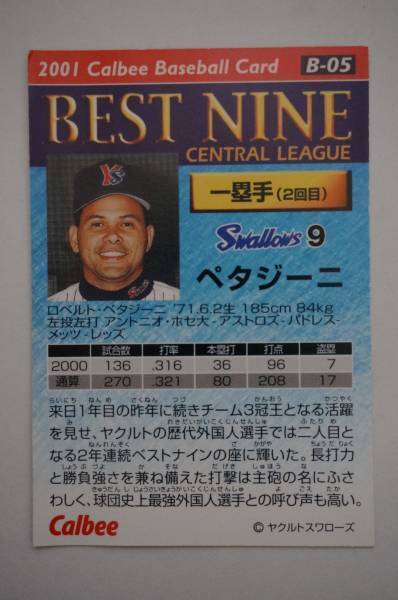 2001 Calbee Baseball Card B-05
BEST NINE
CENTRAL LEAGUE
一塁手(2回目)
Swallows 9
ペタジーニ
ロベルト・ペタジーニ '71.6.2生 185cm 84kg
左投左打 アントニオ・ホセ大-アストロズ-パドレス-
メッツ-レッズ
試合数 打率 本塁打 打点 盗塁
2000 136 .316 36 96 7
通算 270 .321 80 208 17
来日1年目の昨年に続きチーム3冠王となる活躍
を見せ、ヤクルトの歴代外国人選手では二人目と
なる2年連続ベストナインの座に輝いた。長打力
と勝負強さを兼ね備えた打撃は主砲の名にふさ
わしく、球団史上最強外国人選手との呼び声も高い。
Calbee
© ヤクルトスワローズ